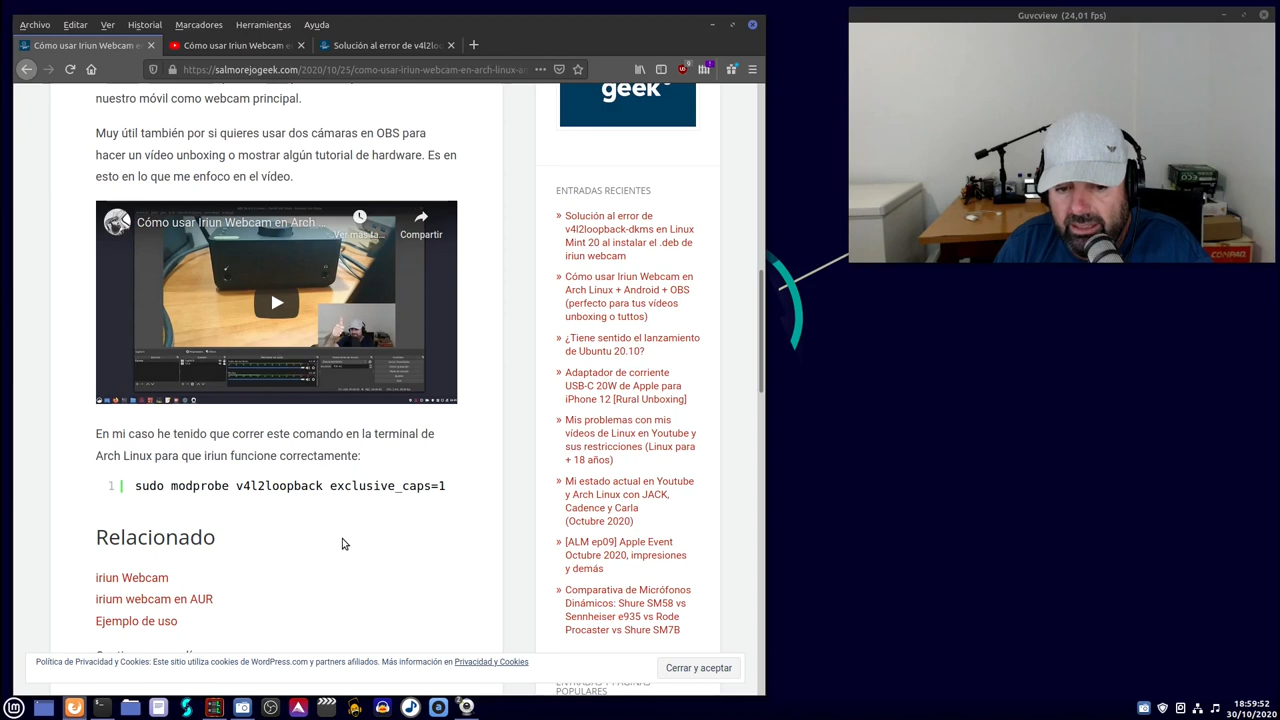 Archivo Editar Ver Historial Marcadores Herramientas Ayuda
Cómo usar Iriun Webcam en
Cómo usar Iriun Webcam en
Solución al error de v4l2loo
https://salmorejogeek.com/2020/10/25/como-usar-iriun-webcam-en-arch-linux-an
nuestro móvil como webcam principal.
Muy útil también por si quieres usar dos cámaras en OBS para
hacer un vídeo unboxing o mostrar algún tutorial de hardware. Es en
esto en lo que me enfoco en el vídeo.
Cómo usar Iriun Webcam en Arch ...
Ver más ta...
Compartir
En mi caso he tenido que correr este comando en la terminal de
Arch Linux para que iriun funcione correctamente:
1 sudo modprobe v4l2loopback exclusive_caps=1
Relacionado
iriun Webcam
irium webcam en AUR
Ejemplo de uso
geek
ENTRADAS RECIENTES
» Solución al error de
v4l2loopback-dkms en Linux
Mint 20 al instalar el .deb de
iriun webcam
» Cómo usar Iriun Webcam en
Arch Linux + Android + OBS
(perfecto para tus vídeos
unboxing o tuttos)
» ¿Tiene sentido el lanzamiento
de Ubuntu 20.10?
» Adaptador de corriente
USB-C 20W de Apple para
iPhone 12 [Rural Unboxing]
» Mis problemas con mis
vídeos de Linux en Youtube y
sus restricciones (Linux para
+ 18 años)
» Mi estado actual en Youtube
y Arch Linux con JACK,
Cadence y Carla
(Octubre 2020)
» [ALM ep09] Apple Event
Octubre 2020, impresiones
y demás
» Comparativa de Micrófonos
Dinámicos: Shure SM58 vs
Sennheiser e935 vs Rode
Procaster vs Shure SM7B
ENTRADAS Y PÁGINAS
POPULARES
Política de Privacidad y Cookies: Este sitio utiliza cookies de WordPress.com y partners afiliados. Más información en Privacidad y Cookies
Cerrar y aceptar
Guvcview (24,01 fps)
COMPAQ
18:59:52
30/10/2020